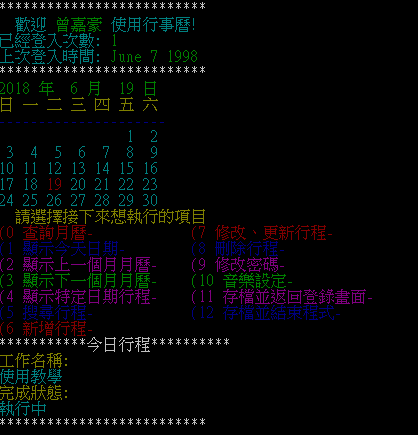 **************************
歡迎 曾嘉豪 使用行事曆!
已經登入次數: 1
上次登入時間: June 7 1998
**************************
2018 年 6 月 19 日
日 一 二 三 四 五 六
---------------------
1 2
3 4 5 6 7 8 9
10 11 12 13 14 15 16
17 18 19 20 21 22 23
24 25 26 27 28 29 30
請選擇接下來想執行的項目
(0 查詢月曆- (7 修改、更新行程-
(1 顯示今天日期- (8 刪除行程-
(2 顯示上一個月月曆- (9 修改密碼-
(3 顯示下一個月月曆- (10 音樂設定-
(4 顯示特定日期行程- (11 存檔並返回登錄畫面-
(5 搜尋行程- (12 存檔並結束程式-
(6 新增行程-
***********今日行程**********
工作名稱:
使用教學
完成狀態:
執行中
**************************